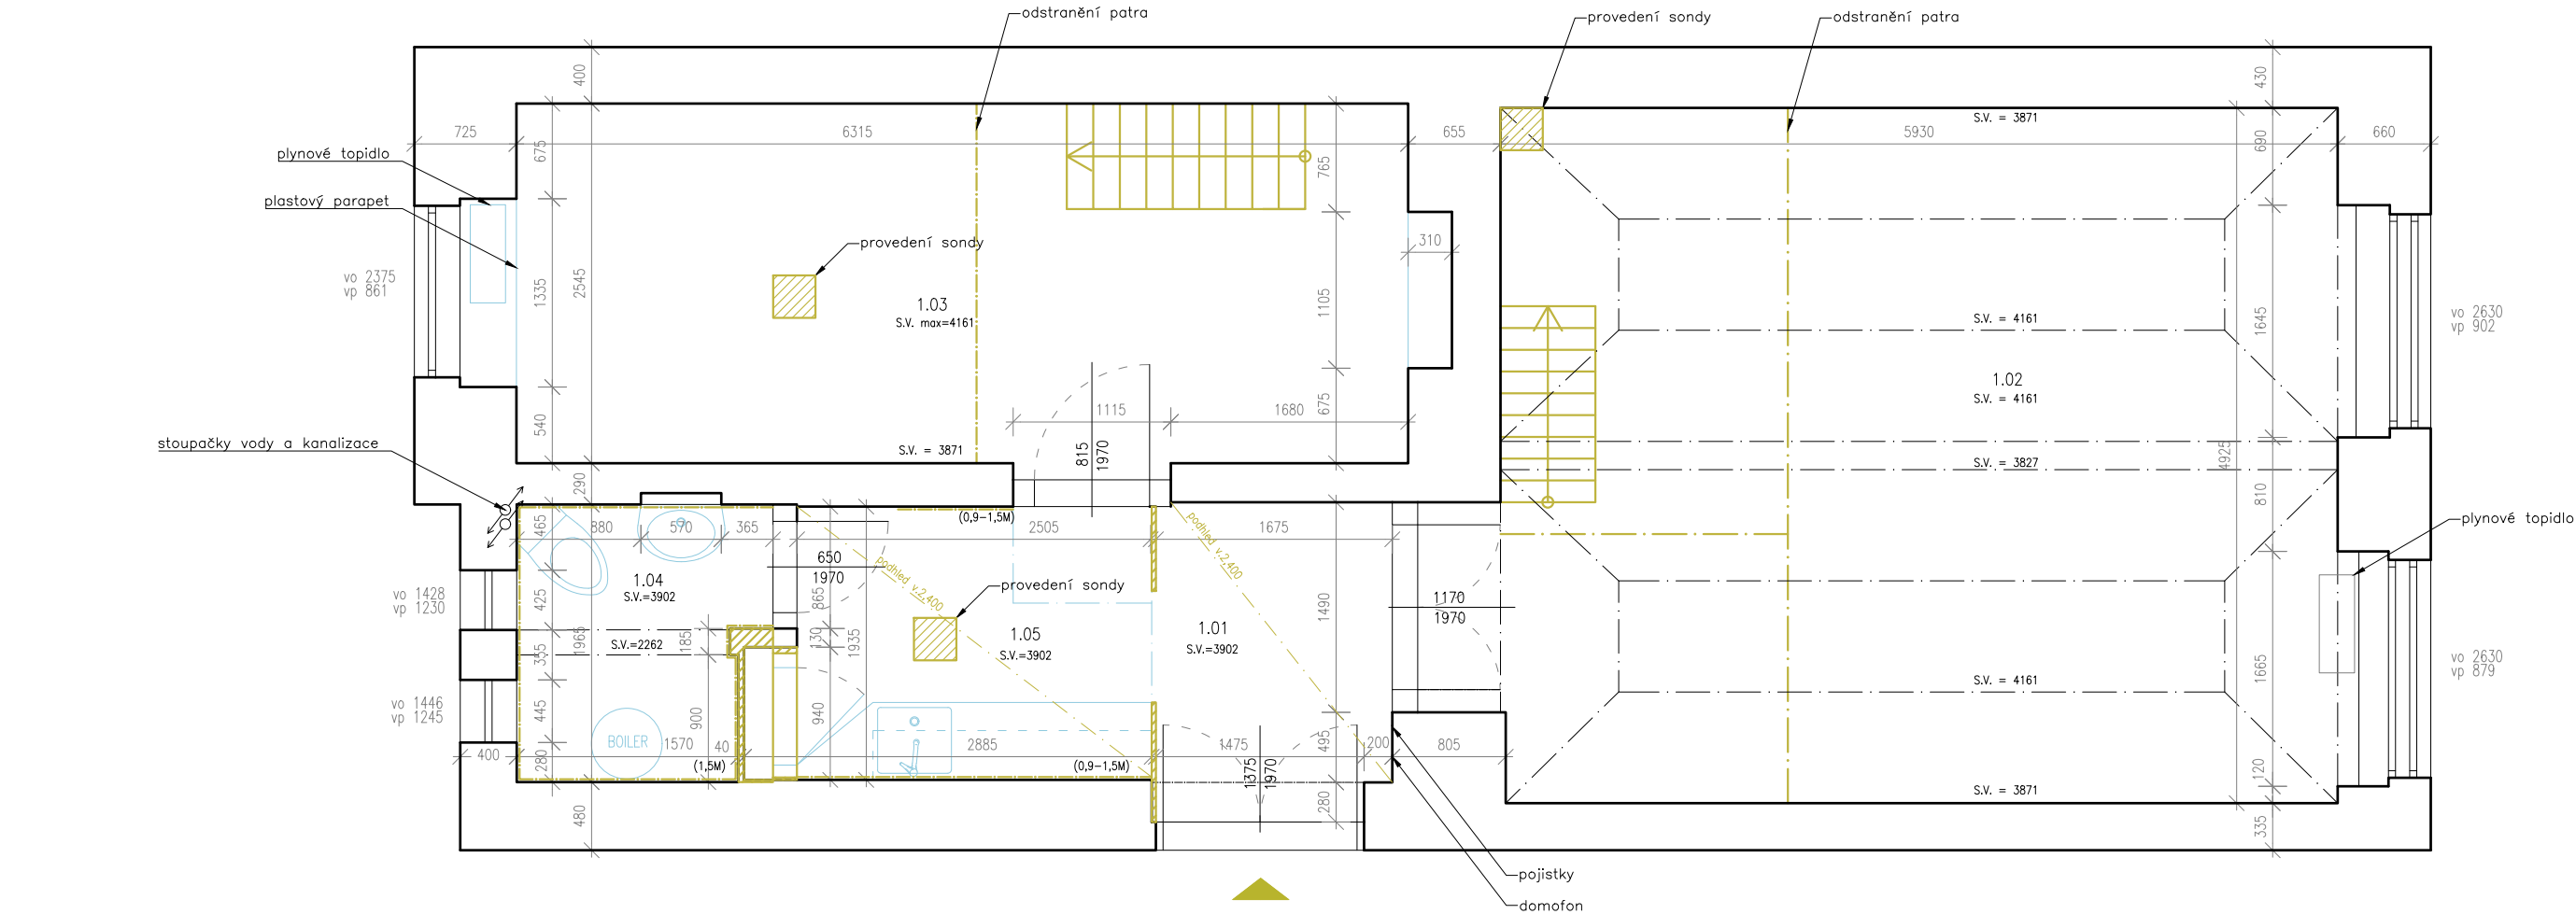 odstranění patra
provedení sondy
odstranění patra
400
430
S.V. = 3871
725
6315
655
5930
660
675
765
690
plynové topidlo
plastový parapet
provedení sondy
310
vo 2375
vp 861
1335
2545
1.03
S.V. max=4161
1105
S.V. = 4161
1645
vo 2630
vp 902
1.02
S.V. = 4161
540
1115
1680
675
stoupačky vody a kanalizace
S.V. = 3871
815
1970
4925
S.V. = 3827
290
810
plynové topidlo
465
880
570
365
(0,9-1,5M)
2505
podhled v.2,400
1675
650
1970
podhled v.2,400
1.04
S.V.=3902
provedení sondy
vo 1428
vp 1230
425
865
1490
1170
1970
1965
S.V.=2262
185
130
1935
1.05
S.V.=3902
1.01
S.V.=3902
355
vo 2630
vp 879
1665
S.V. = 4161
vo 1446
vp 1245
445
900
940
BOILER
400
280
1570
40
(1,5M)
2885
(0,9-1,5M)
1475
1375
1970
495
200
805
120
S.V. = 3871
480
280
335
pojistky
domofon